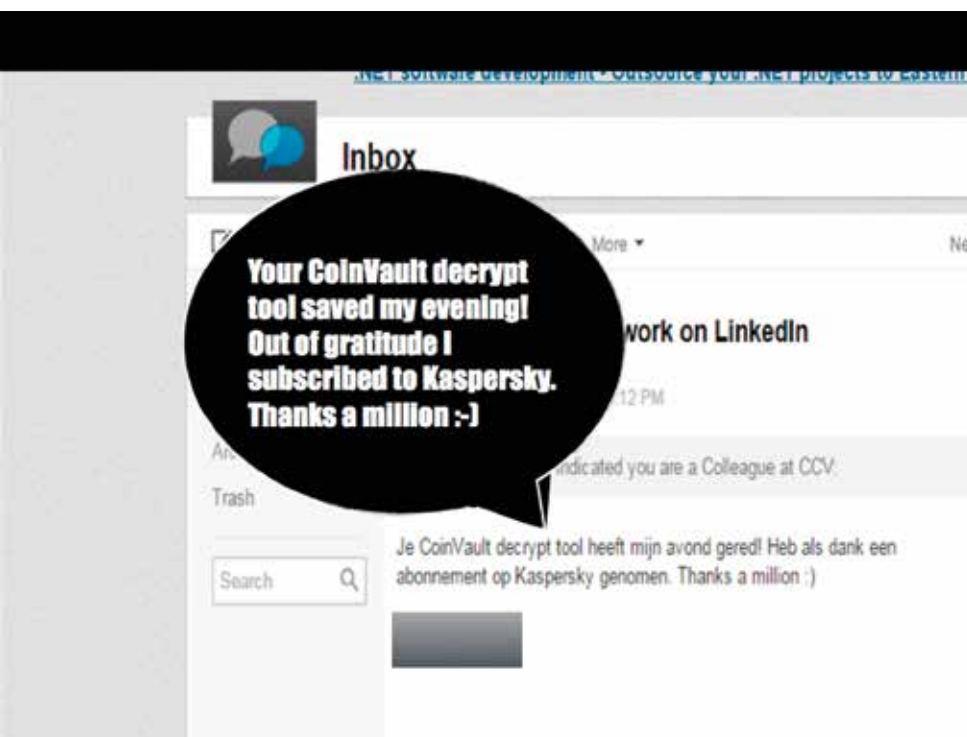 .NET software development - Outsource your .NET projects to Eastern
Inbox
More
Your CoinVault decrypt
tool saved my evening!
Out of gratitude I
subscribed to Kaspersky.
Thanks a million :-)
work on LinkedIn
:12 PM
indicated you are a Colleague at CCV:
Trash
Je CoinVault decrypt tool heeft mijn avond gered! Heb als dank een
abonnement op Kaspersky genomen. Thanks a million :)
Search